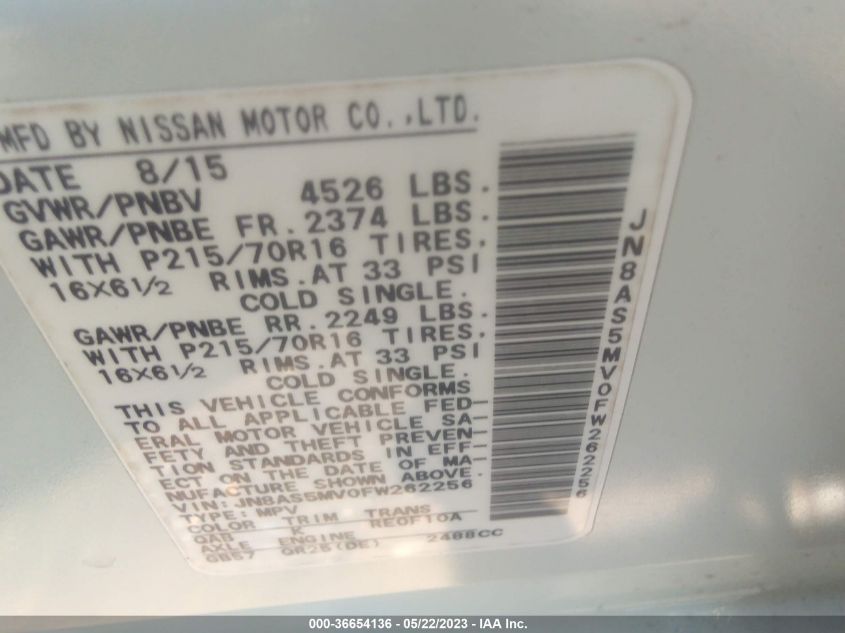 MFD BY NISSAN MOTOR CO.,LTD.
DATE 8/15
GVWR/PNBV 4526 LBS.
GAWR/PNBE FR.2374 LBS.
WITH P215/70R16 TIRES.
16X6½ RIMS.AT 33 PSI
COLD SINGLE.
GAWR/PNBE RR.2249 LBS.
WITH P215/70R16 TIRES.
16X6½ RIMS.AT 33 PSI
COLD SINGLE.
THIS VEHICLE CONFORMS
TO ALL APPLICABLE FED-
ERAL MOTOR VEHICLE SA-
FETY AND THEFT PREVEN-
TION STANDARDS IN EFF-
ECT ON THE DATE OF MA-
NUFACTURE SHOWN ABOVE.
VIN: JN8AS5MV0FW262256
TYPE: MPV
COLOR TRIM TRANS
QAB K RE0F10A
AXLE ENGINE
GB57 QR25(DE) 2488CC
JN8AS5MV0FW262256
000-36654136 - 05/22/2023 - IAA Inc.